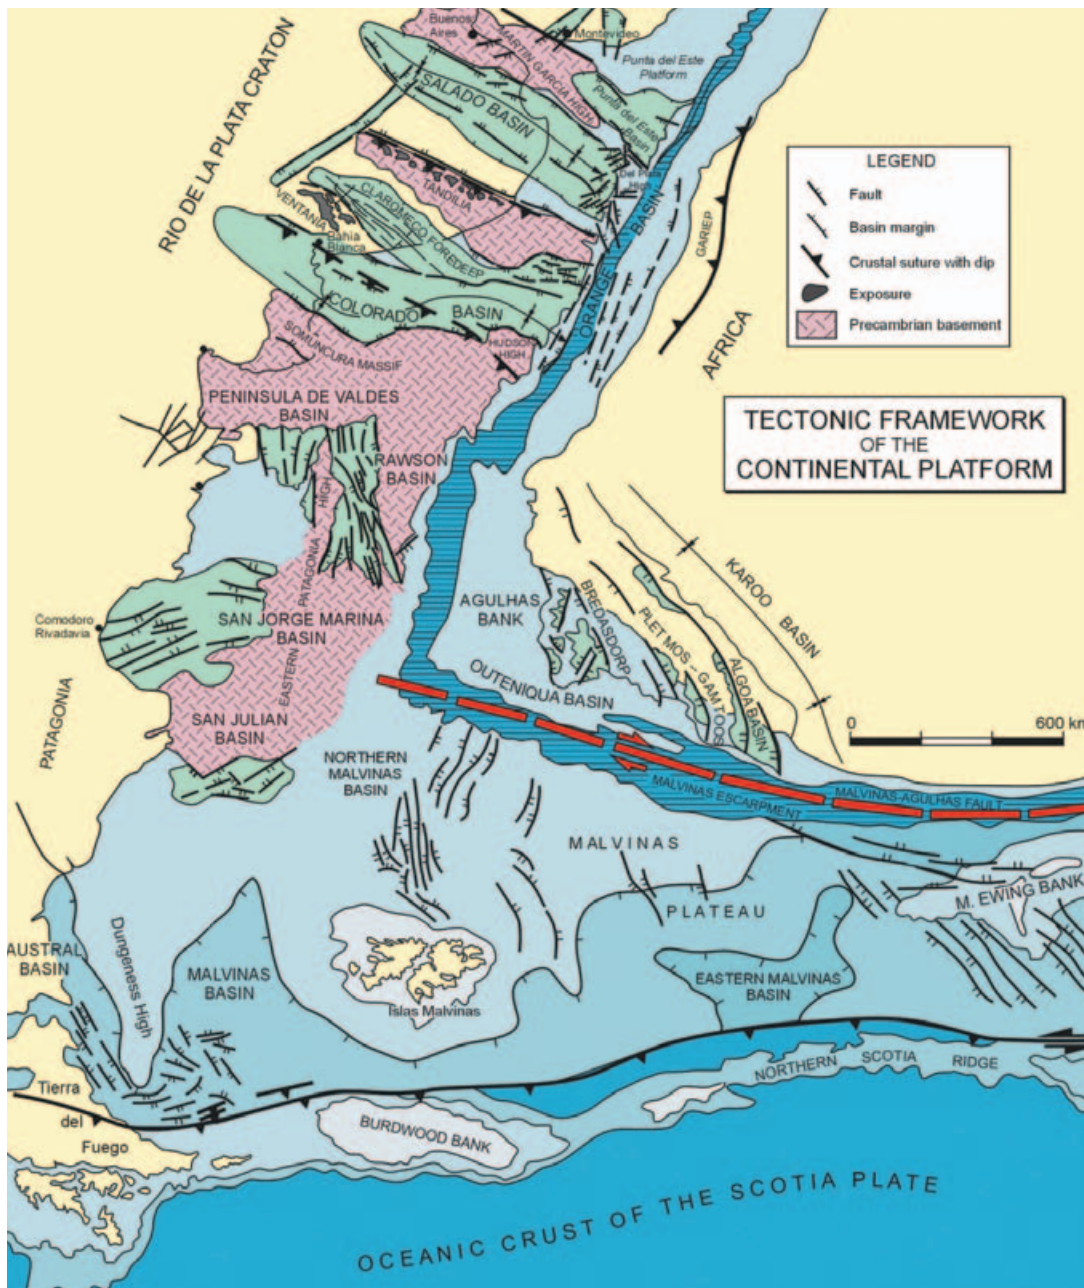 Buenos
Aires
Montevideo
MARTIN GARCIA HIGH
Punta del Este
Platform
RIO DE LA PLATA CRATON
SALADO BASIN
Punta del Este
Basin
Del Plata
High
LEGEND
Fault
Basin margin
Crustal suture with dip
Exposure
Precambrian basement
TANDILIA
VENTANIA
CLAROMECO FOREDEEP
Bahia
Blanca
ORANGE BASIN
GARIEP
COLORADO BASIN
AFRICA
HUDSON
HIGH
SOMUNCURA MASSIF
PENINSULA DE VALDES
BASIN
TECTONIC FRAMEWORK
OF THE
CONTINENTAL PLATFORM
RAWSON
BASIN
EASTERN PATAGONIA HIGH
KAROO BASIN
AGULHAS
BANK
BREDASDORP
PLETMOS - GAMTOOS
ALGOA BASIN
Comodoro
Rivadavia
SAN JORGE MARINA
BASIN
OUTENIQUA BASIN
PATAGONIA
SAN JULIAN
BASIN
0 600 km
NORTHERN
MALVINAS
BASIN
MALVINAS ESCARPMENT
MALVINAS-AGULHAS FAULT
MALVINAS
PLATEAU
M. EWING BANK
AUSTRAL
BASIN
Dungeness High
MALVINAS
BASIN
EASTERN MALVINAS
BASIN
Islas Malvinas
NORTHERN SCOTIA RIDGE
Tierra
del
Fuego
BURDWOOD BANK
OCEANIC CRUST OF THE SCOTIA PLATE